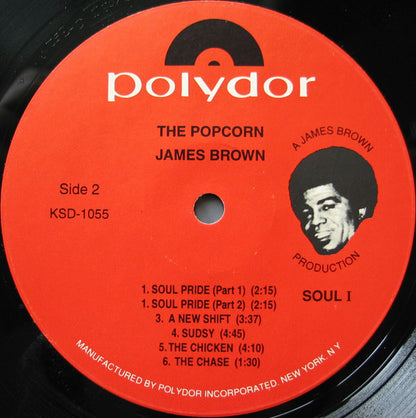 polydor
THE POPCORN
JAMES BROWN
A JAMES BROWN
PRODUCTION
Side 2
KSD-1055
SOUL I
1. SOUL PRIDE (Part 1) (2:15)
1. SOUL PRIDE (Part 2) (2:15)
3. A NEW SHIFT (3:37)
4. SUDSY (4:45)
5. THE CHICKEN (4:10)
6. THE CHASE (1:30)
MANUFACTURED BY POLYDOR INCORPORATED. NEW YORK. N.Y